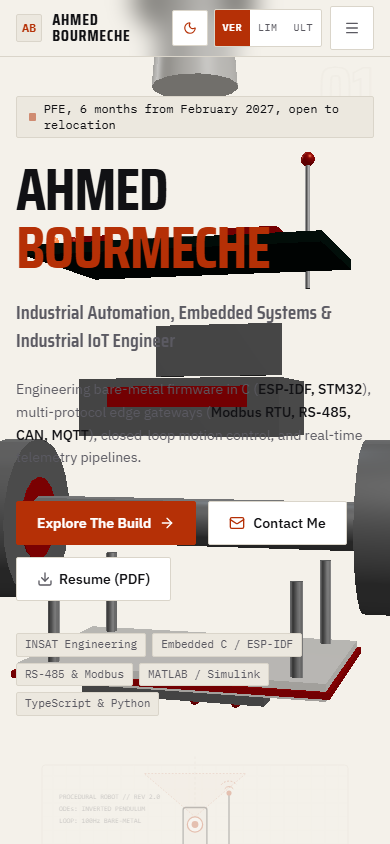 AB
AHMED
BOURMECHE
VER LIM ULT
01
PFE, 6 months from February 2027, open to
relocation
AHMED
BOURMECHE
Industrial Automation, Embedded Systems &
Industrial IoT Engineer
Engineering bare-metal firmware in C (ESP-IDF, STM32),
multi-protocol edge gateways (Modbus RTU, RS-485,
CAN, MQTT), closed-loop motion control, and real-time
telemetry pipelines.
Explore The Build
Contact Me
Resume (PDF)
INSAT Engineering
Embedded C / ESP-IDF
RS-485 & Modbus
MATLAB / Simulink
TypeScript & Python
PROCEDURAL ROBOT // REV 2.0
ODES: INVERTED PENDULUM
LOOP: 100HZ BARE-METAL